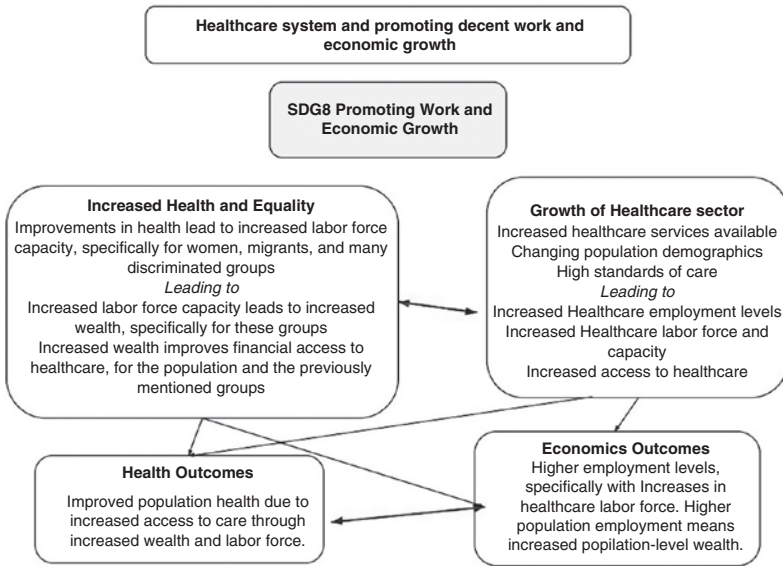 Healthcare system and promoting decent work and
economic growth
SDG8 Promoting Work and
Economic Growth
Increased Health and Equality
Improvements in health lead to increased labor force
capacity, specifically for women, migrants, and many
discriminated groups
Leading to
Increased labor force capacity leads to increased
wealth, specifically for these groups
Increased wealth improves financial access to
healthcare, for the population and the previously
mentioned groups
Growth of Healthcare sector
Increased healthcare services available
Changing population demographics
High standards of care
Leading to
Increased Healthcare employment levels
Increased Healthcare labor force and
capacity
Increased access to healthcare
Health Outcomes
Improved population health due to
increased access to care through
increased wealth and labor force.
Economics Outcomes
Higher employment levels,
specifically with Increases in
healthcare labor force. Higher
population employment means
increased popilation-level wealth.